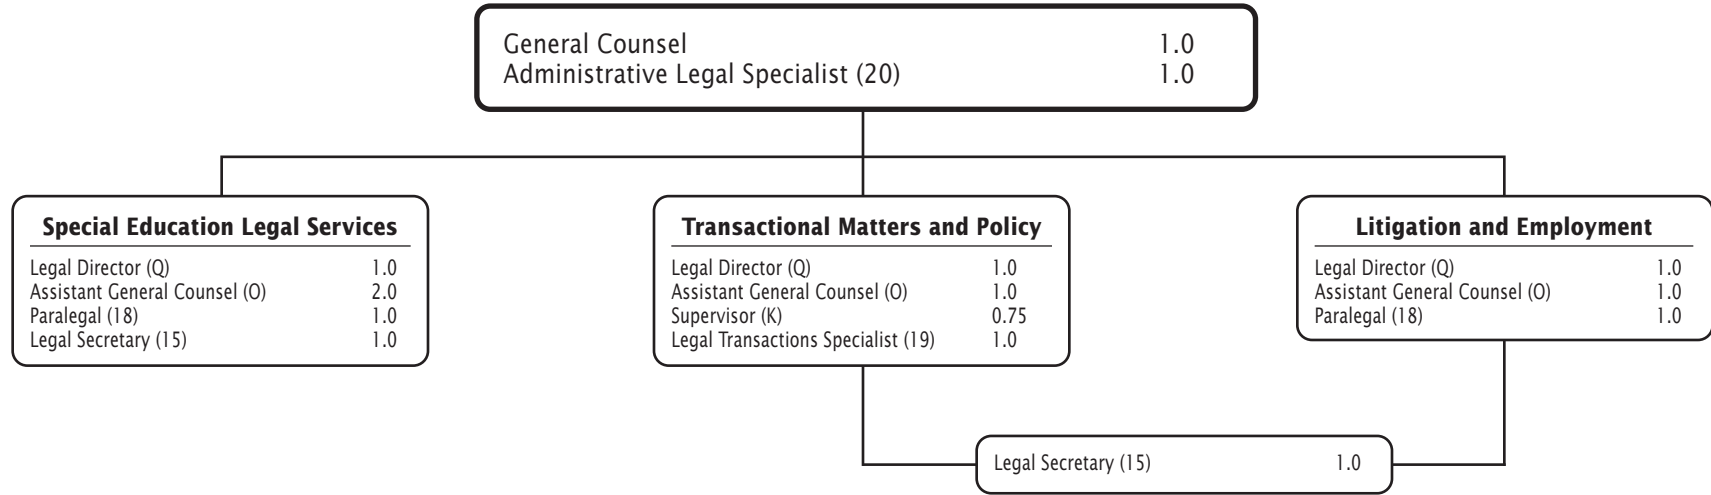 General Counsel 1.0
Administrative Legal Specialist (20) 1.0
Special Education Legal Services
Legal Director (Q) 1.0
Assistant General Counsel (O) 2.0
Paralegal (18) 1.0
Legal Secretary (15) 1.0
Transactional Matters and Policy
Legal Director (Q) 1.0
Assistant General Counsel (O) 1.0
Supervisor (K) 0.75
Legal Transactions Specialist (19) 1.0
Litigation and Employment
Legal Director (Q) 1.0
Assistant General Counsel (O) 1.0
Paralegal (18) 1.0
Legal Secretary (15) 1.0